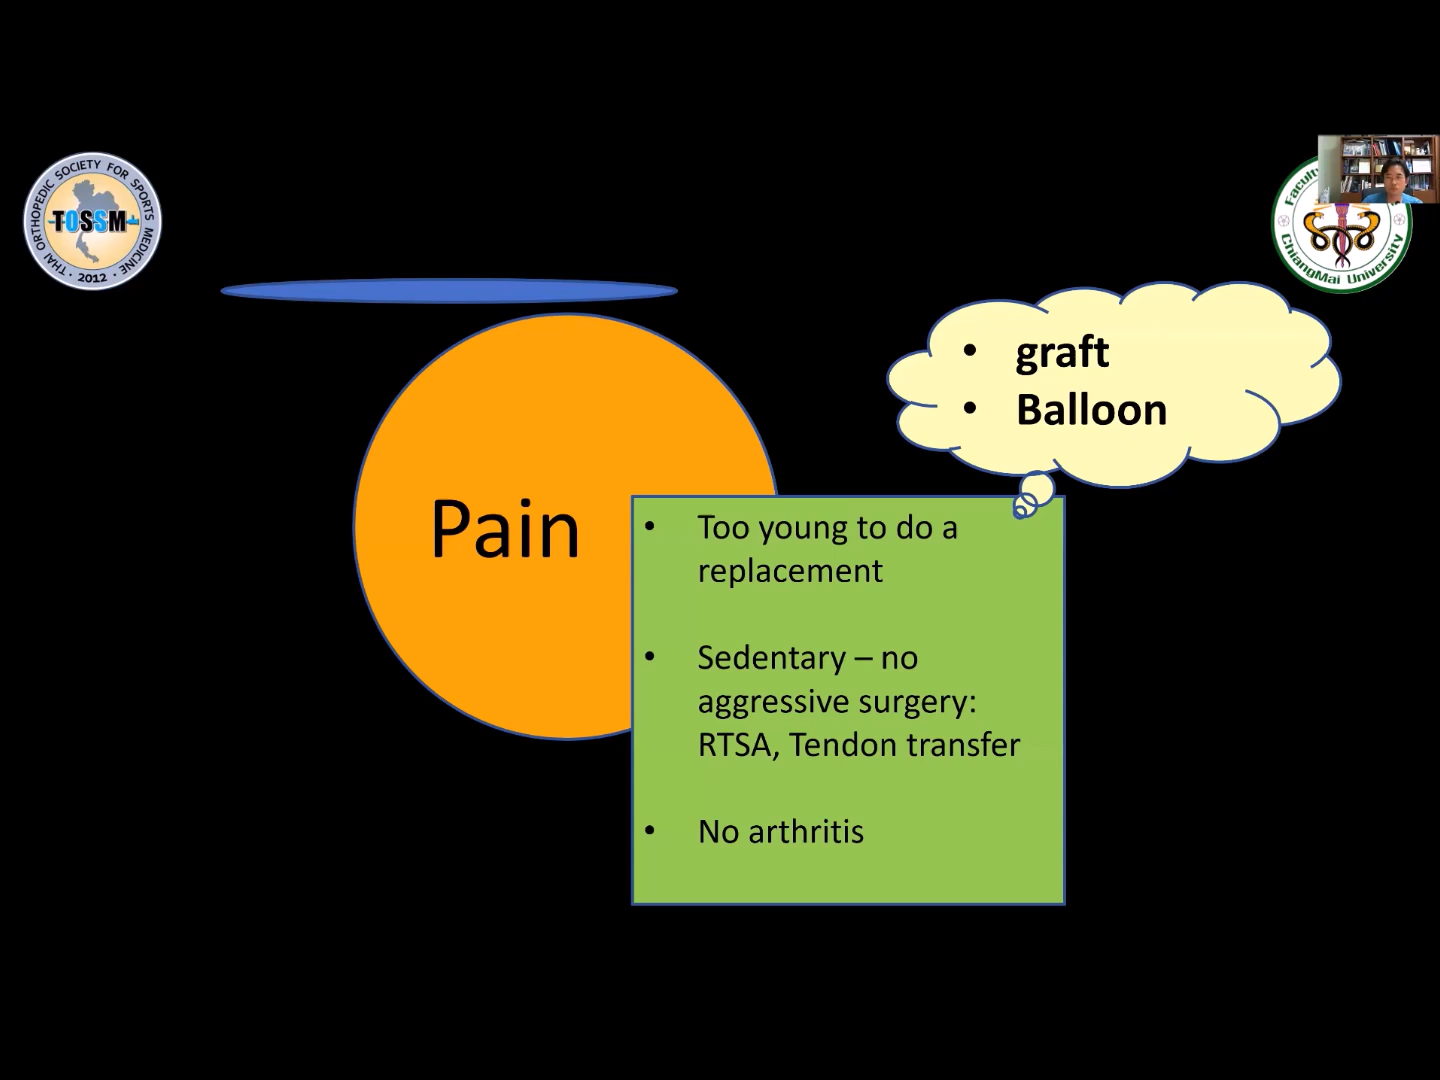 THAI ORTHOPEDIC SOCIETY FOR SPORTS MEDICINE
TOSSM
· 2012 ·
Faculty
ChiangMai University
• graft
• Balloon
Pain
• Too young to do a
replacement
• Sedentary – no
aggressive surgery:
RTSA, Tendon transfer
• No arthritis